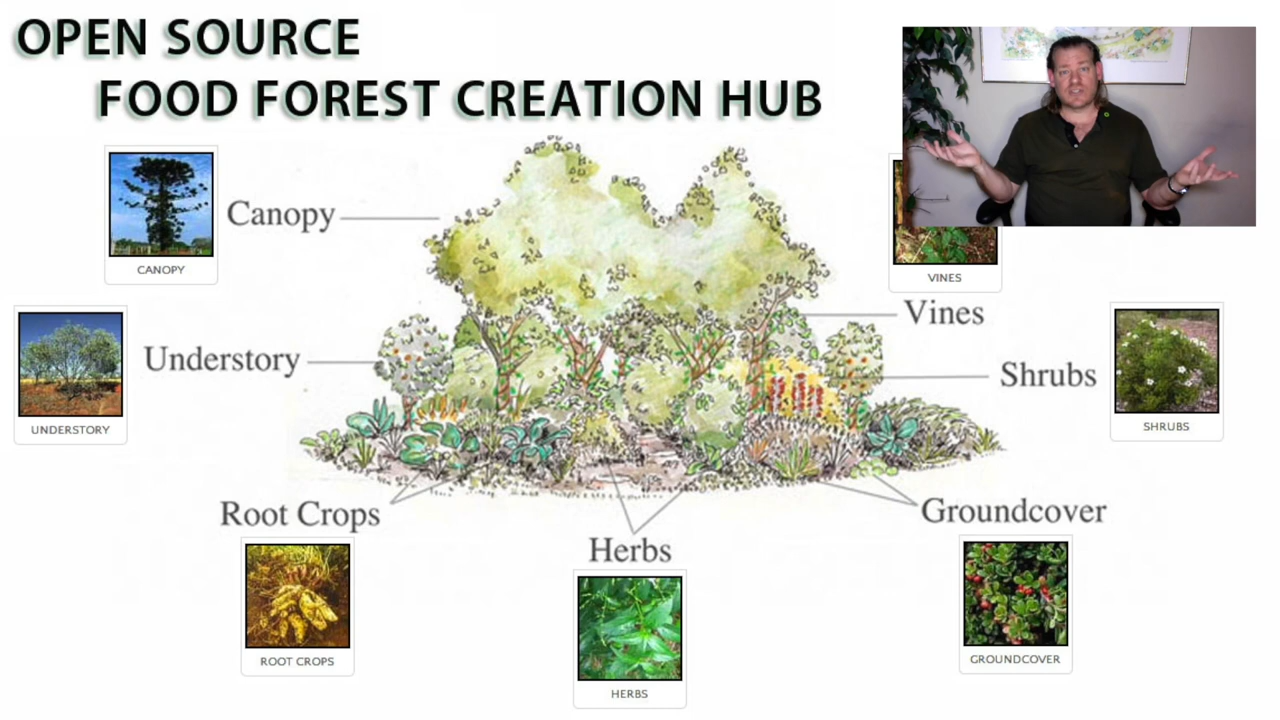 OPEN SOURCE
FOOD FOREST CREATION HUB
CANOPY
Canopy
VINES
Vines
UNDERSTORY
Understory
Shrubs
SHRUBS
Root Crops
ROOT CROPS
Herbs
HERBS
Groundcover
GROUNDCOVER